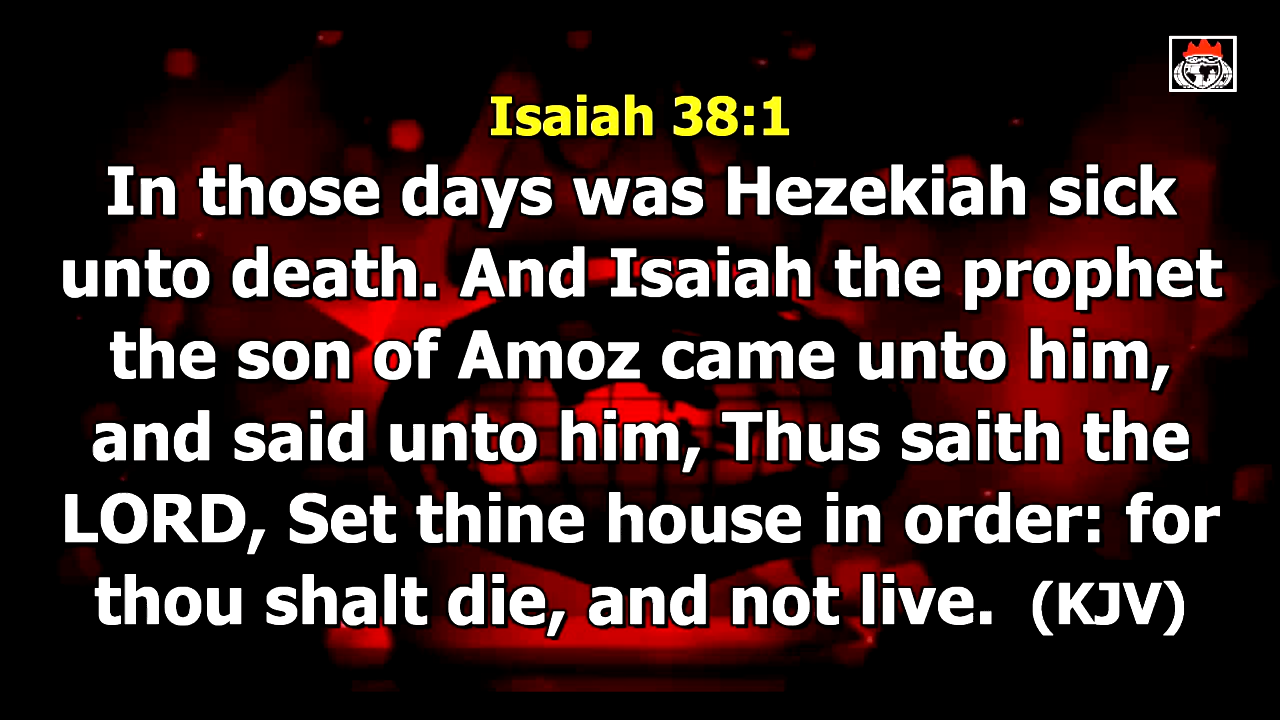 Isaiah 38:1
In those days was Hezekiah sick
unto death. And Isaiah the prophet
the son of Amoz came unto him,
and said unto him, Thus saith the
LORD, Set thine house in order: for
thou shalt die, and not live. (KJV)